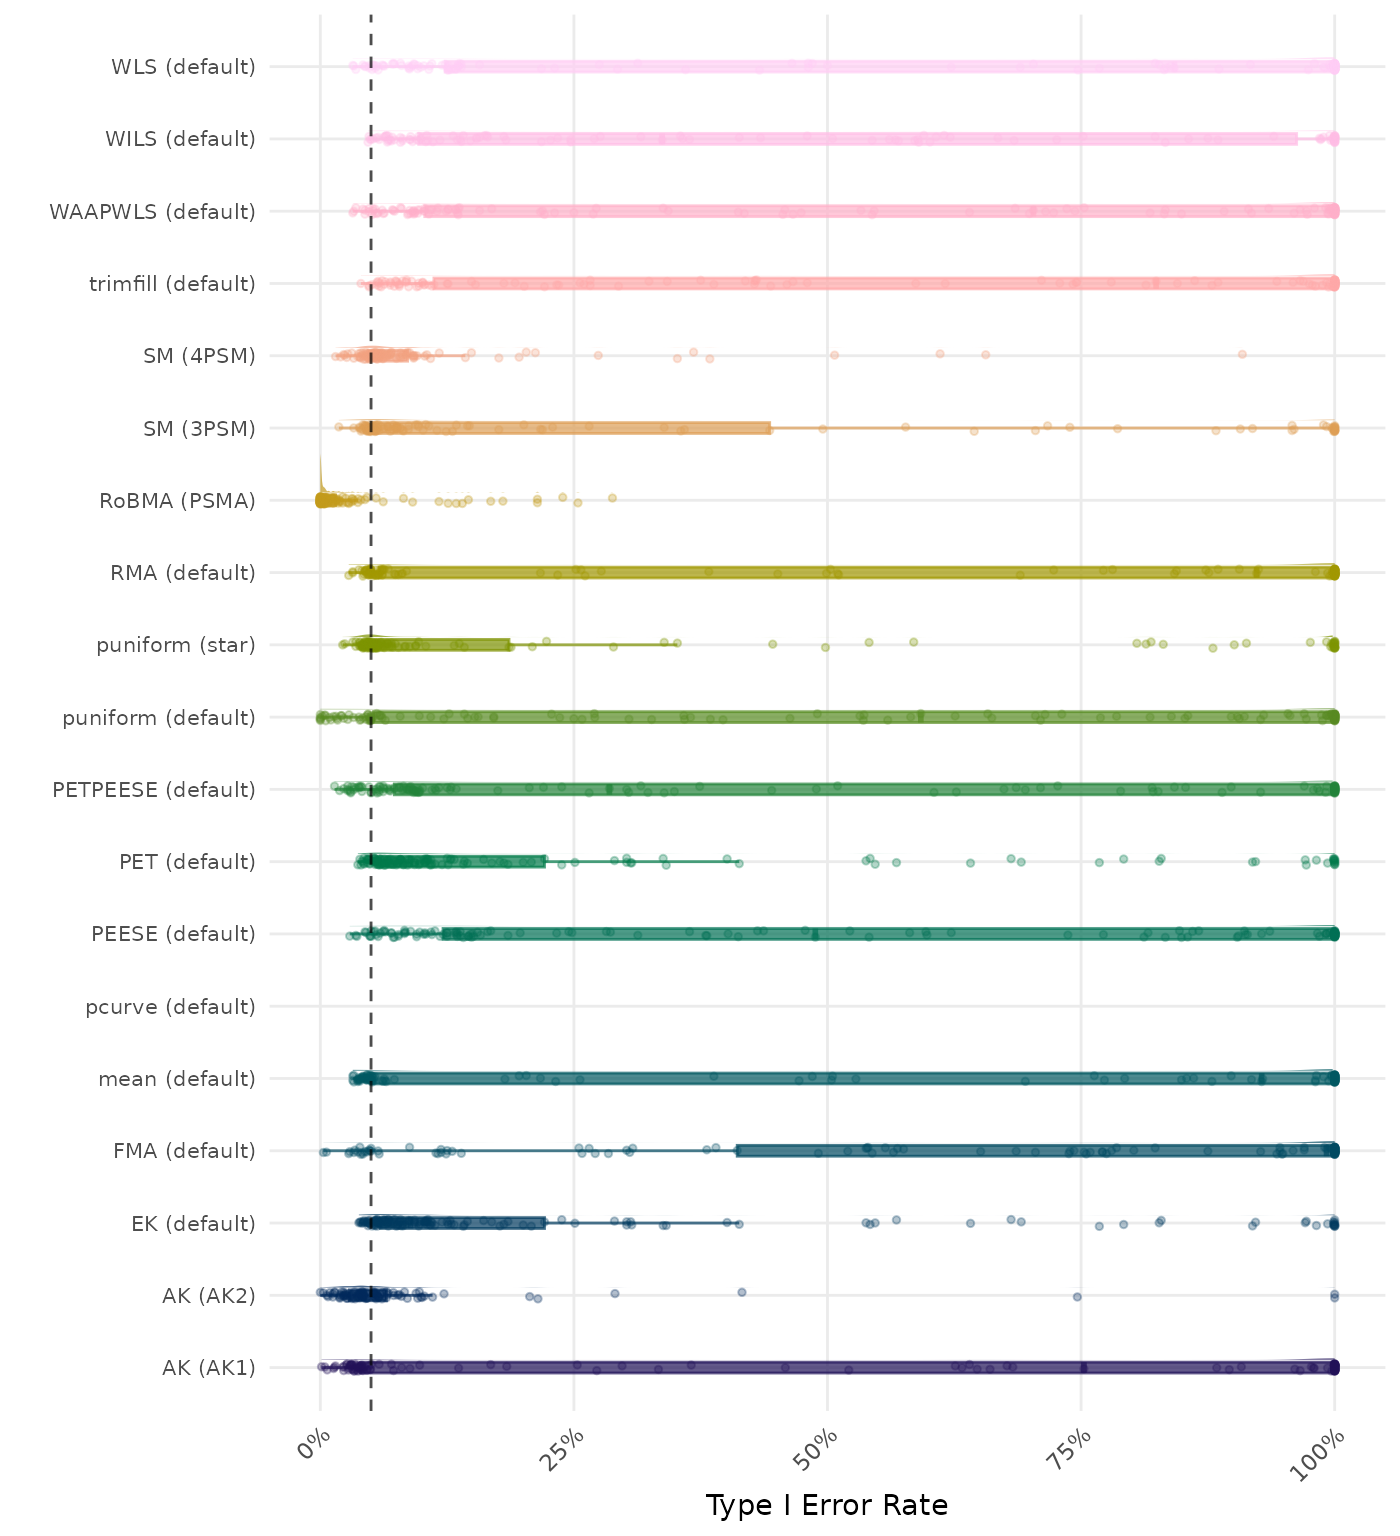 WLS (default)
WILS (default)
WAAPWLS (default)
trimfill (default)
SM (4PSM)
SM (3PSM)
RoBMA (PSMA)
RMA (default)
puniform (star)
puniform (default)
PETPEESE (default)
PET (default)
PEESE (default)
pcurve (default)
mean (default)
FMA (default)
EK (default)
AK (AK2)
AK (AK1)
0% 25% 50% 75% 100%
Type I Error Rate